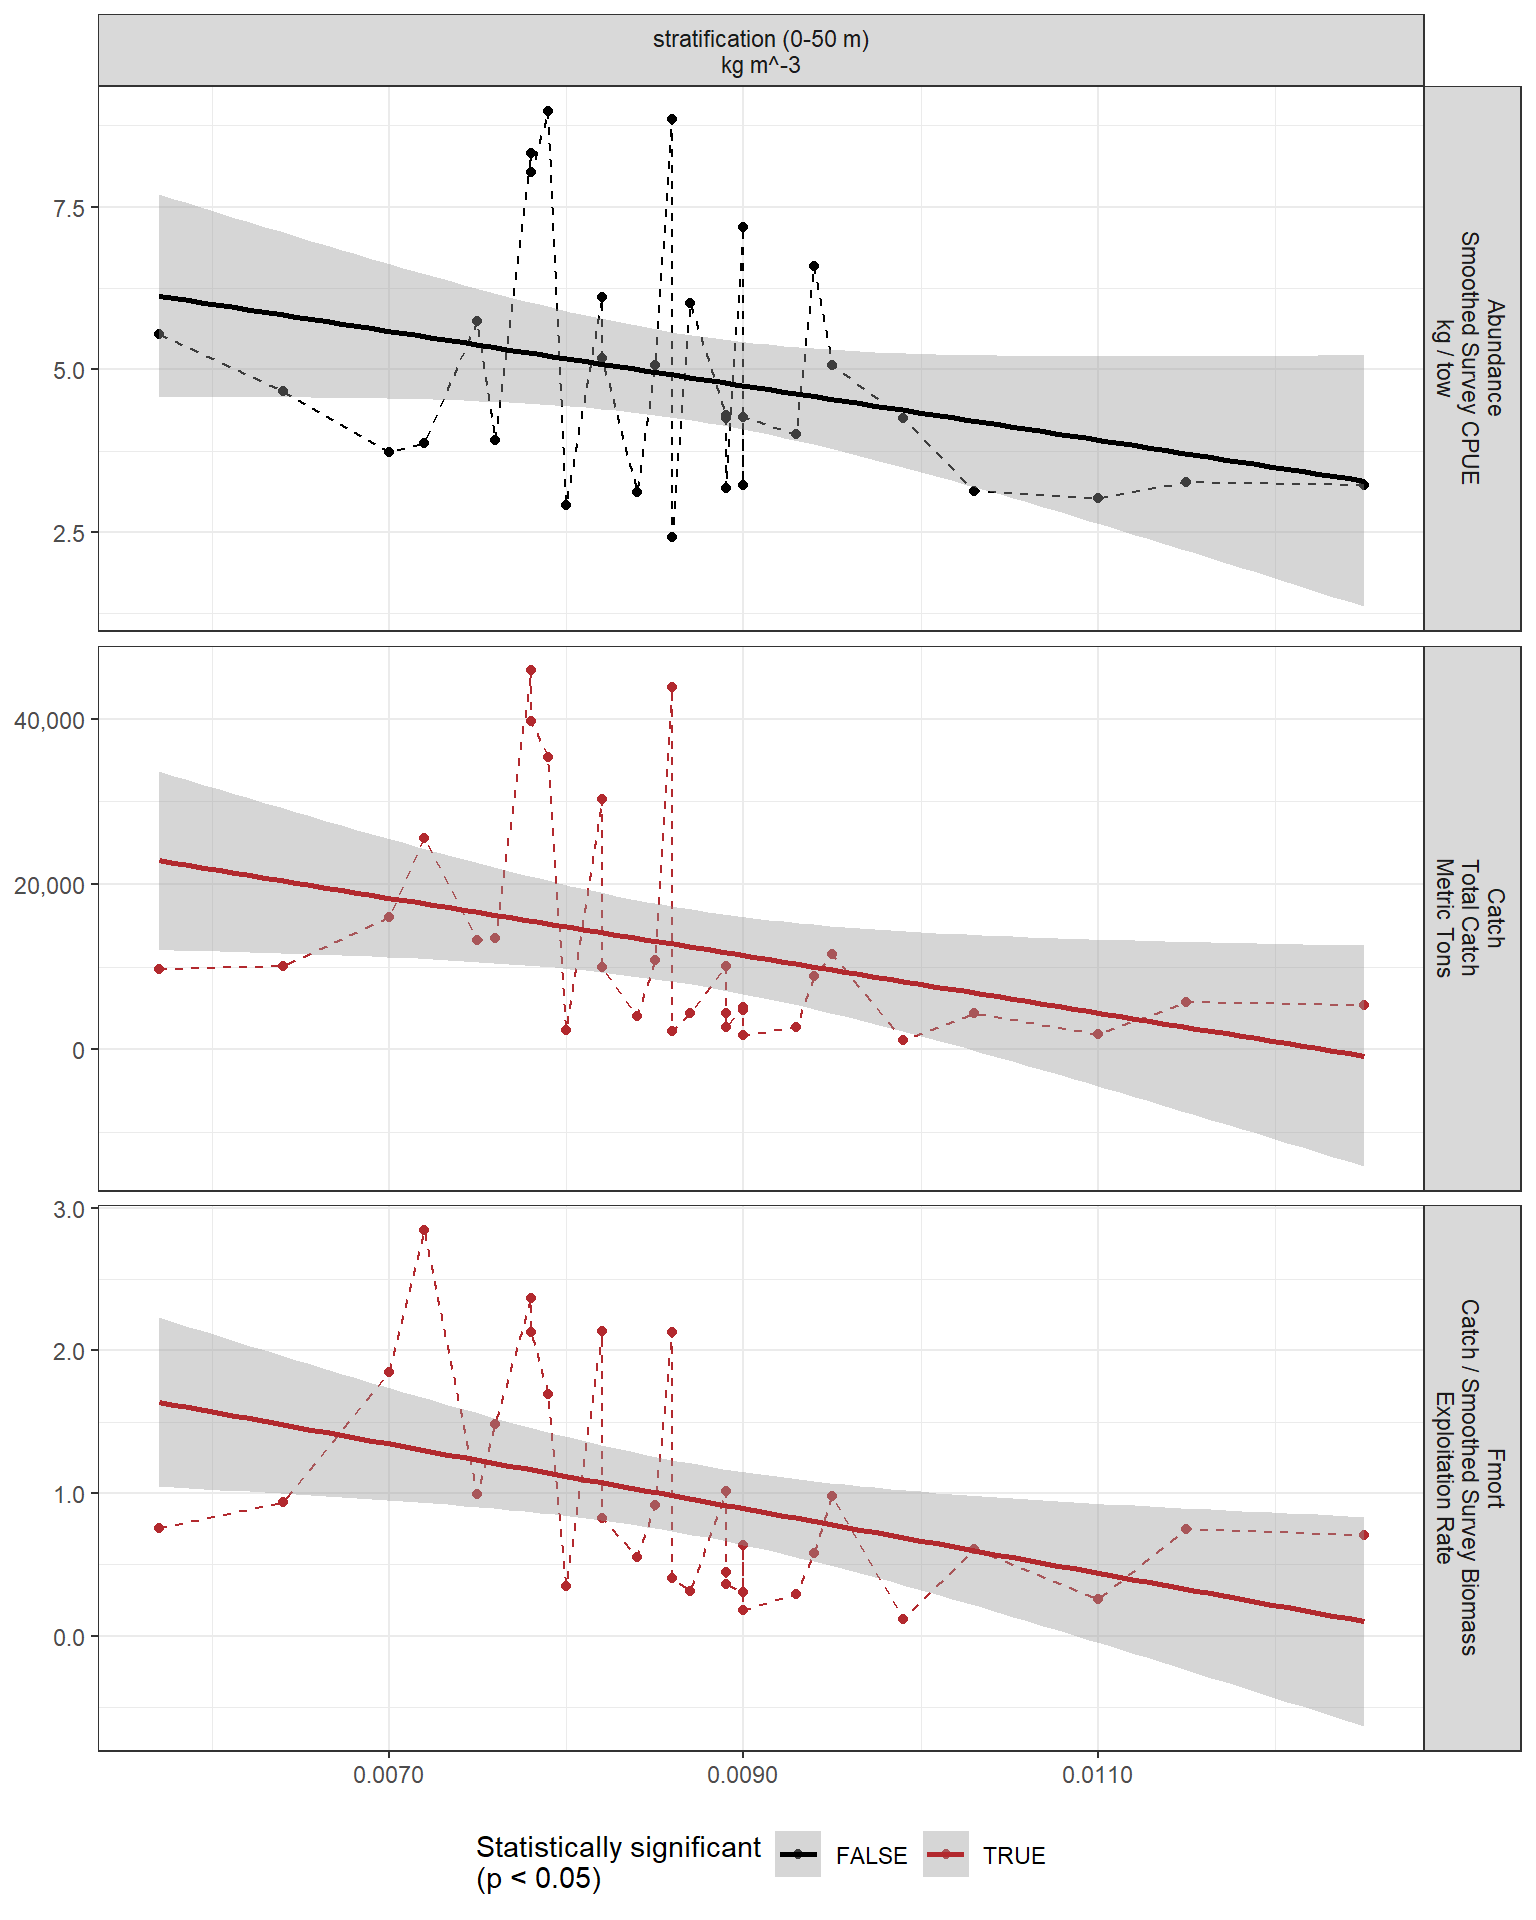 stratification (0-50 m)
kg m^-3
7.5
5.0
2.5
Abundance
Smoothed Survey CPUE
kg / tow
40,000
20,000
0
Catch
Total Catch
Metric Tons
3.0
2.0
1.0
0.0
Fmort
Catch / Smoothed Survey Biomass
Exploitation Rate
0.0070
0.0090
0.0110
Statistically significant
(p < 0.05)
FALSE
TRUE